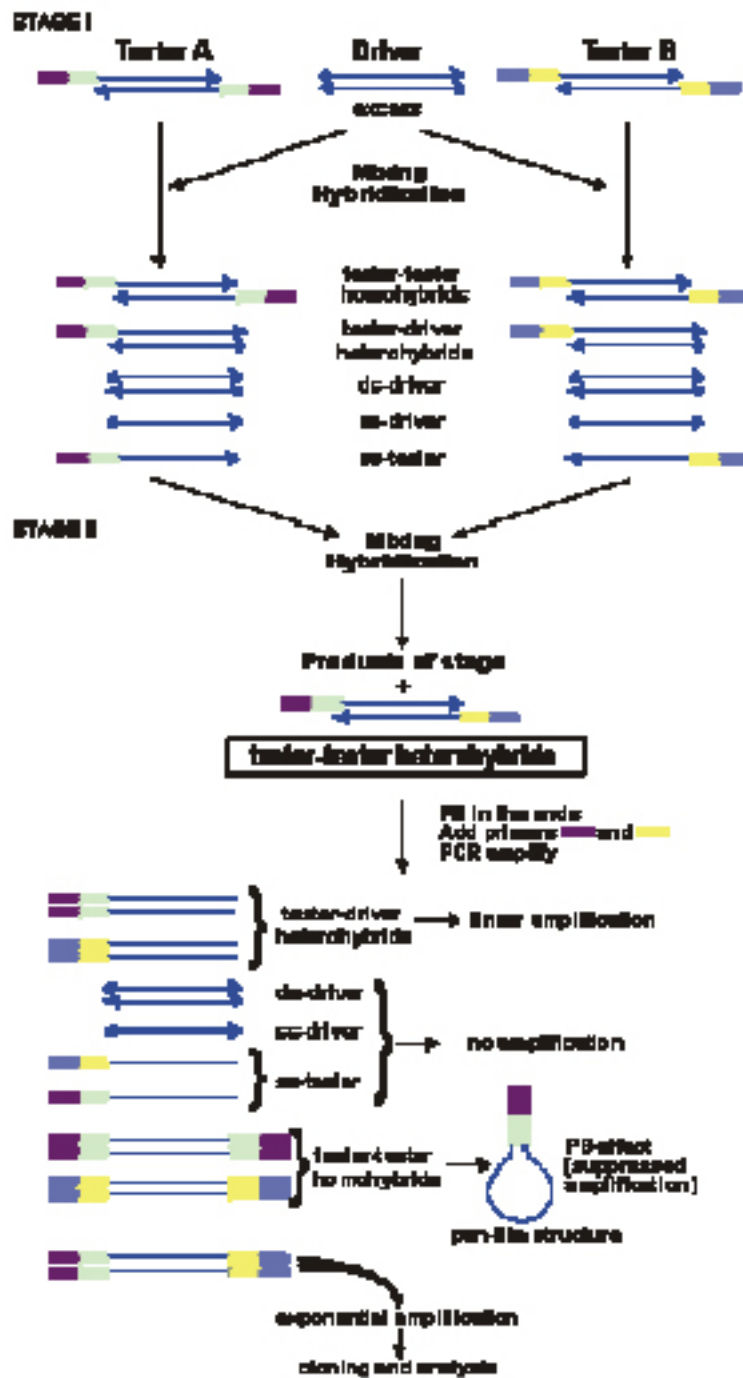 STAGE I
Tester A
Driver
Tester B
excess
Mixing
Hybridization
tester-tester
homohybrids
tester-driver
heterohybrids
ds-driver
ss-driver
ss-tester
STAGE II
Mixing
Hybridization
Products of stage
+
tester-tester heterohybrids
Fill in the ends
Add primers and
PCR amplify
tester-driver
heterohybrids
linear amplification
ds-driver
ss-driver
no amplification
ss-tester
tester-tester
homohybrids
PS-effect
[suppressed
amplification]
pan-like structure
exponential amplification
cloning and analysis